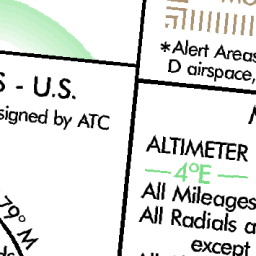 *Alert Areas
D airspace,
S - U.S.
signed by ATC
ALTIMETER
4°E
All Mileages
All Radials a
except
79° M